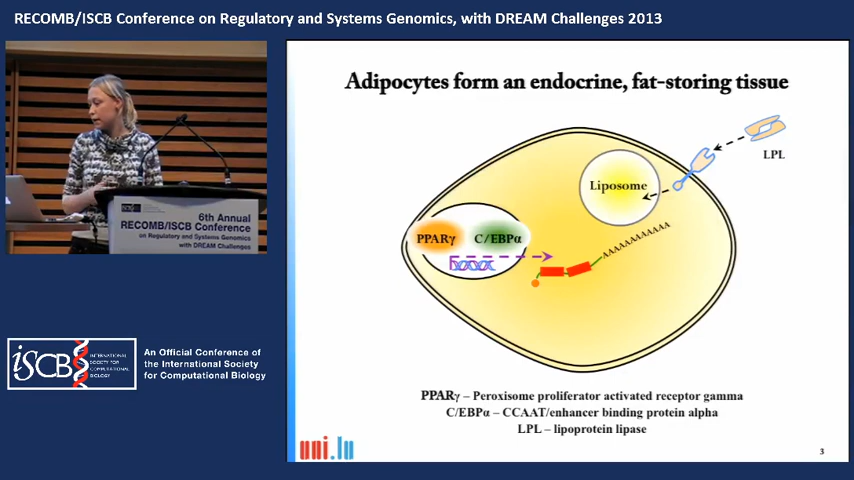 RECOMB/ISCB Conference on Regulatory and Systems Genomics, with DREAM Challenges 2013
6th Annual
RECOMB/ISCB Conference
on Regulatory and Systems Genomics
with DREAM Challenges
iSCB
INTERNATIONAL
SOCIETY FOR
COMPUTATIONAL
BIOLOGY
An Official Conference of
the International Society
for Computational Biology
Adipocytes form an endocrine, fat-storing tissue
LPL
Liposome
PPARγ
C/EBPα
AAAAAAAAAAA
PPARγ – Peroxisome proliferator activated receptor gamma
C/EBPα – CCAAT/enhancer binding protein alpha
LPL – lipoprotein lipase
uni.lu
3